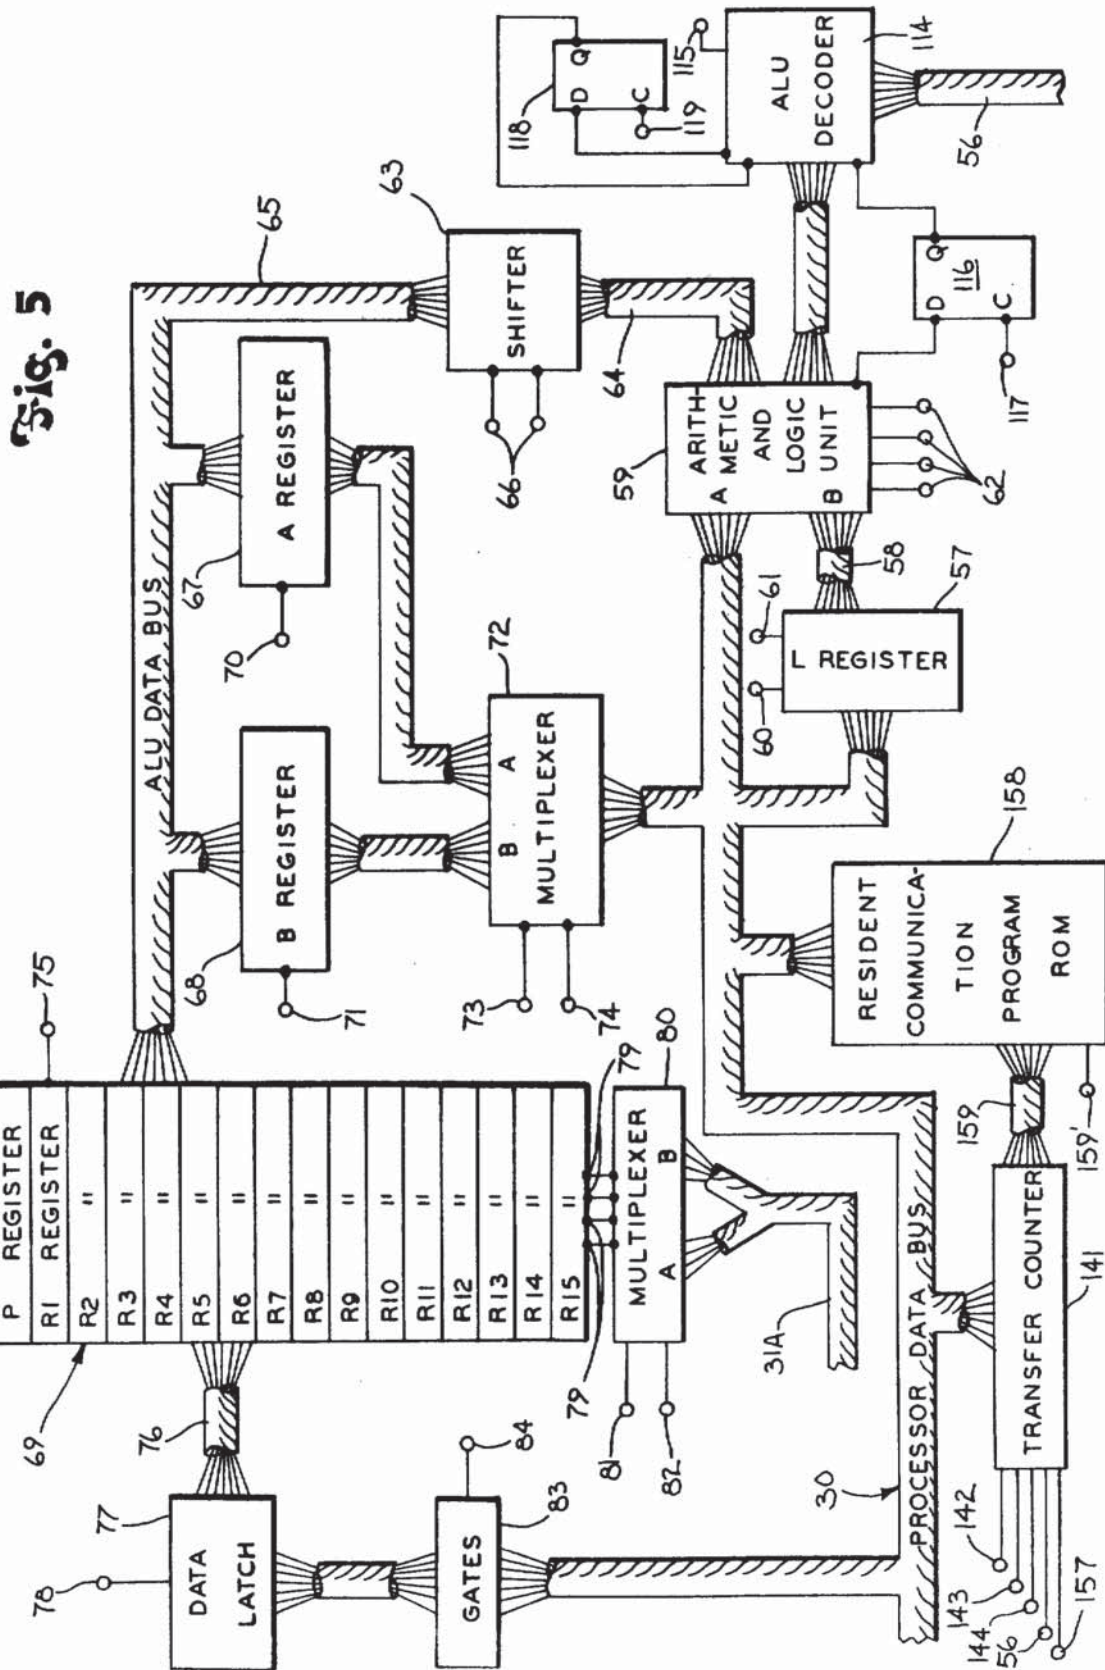 Fig. 5
P REGISTER
R1 REGISTER
R2 "
R3 "
R4 "
R5 "
R6 "
R7 "
R8 "
R9 "
R10 "
R11 "
R12 "
R13 "
R14 "
R15 "
75
69
76
77
DATA
LATCH
78
GATES
83
84
79
79
MULTIPLEXER
A B
80
81
82
31A
ALU DATA BUS
65
B REGISTER
68
71
A REGISTER
67
70
B A
MULTIPLEXER
72
73
74
SHIFTER
63
66
64
59
ARITH-
METIC
AND
LOGIC
UNIT
A
B
62
58
L REGISTER
57
60
61
ALU
DECODER
114
115
56
118
D
Q
C
119
D
Q
116
C
117
30
PROCESSOR DATA BUS
RESIDENT
COMMUNICA-
TION
PROGRAM
ROM
158
159
159'
TRANSFER COUNTER
141
142
143
144
56
157